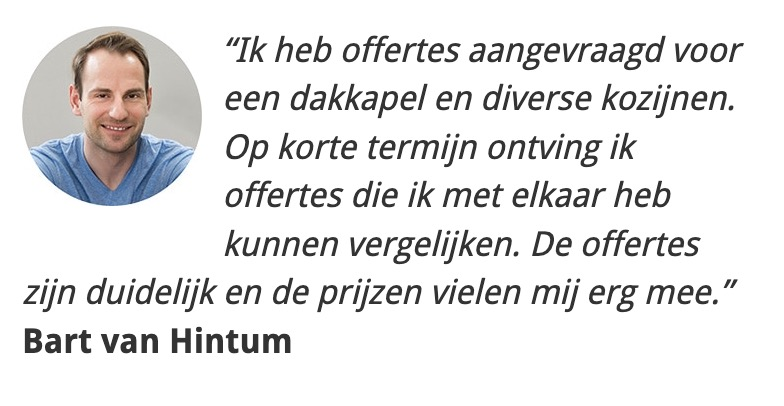 “Ik heb offertes aangevraagd voor
een dakkapel en diverse kozijnen.
Op korte termijn ontving ik
offertes die ik met elkaar heb
kunnen vergelijken. De offertes
zijn duidelijk en de prijzen vielen mij erg mee.”
Bart van Hintum